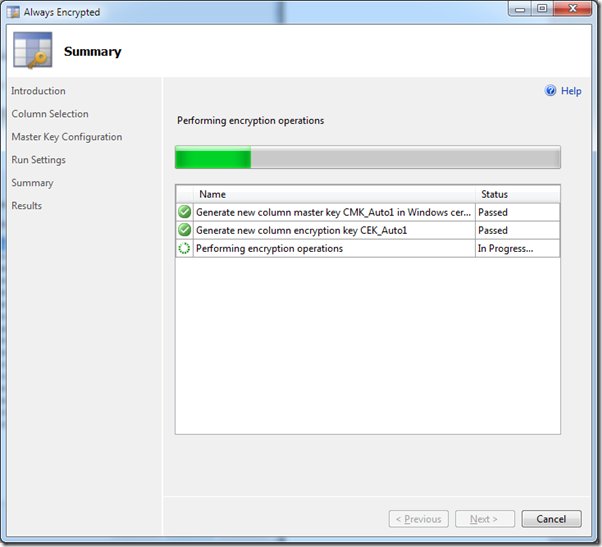 Always Encrypted
Summary
Introduction
Column Selection
Master Key Configuration
Run Settings
Summary
Results
Help
Performing encryption operations
Name Status
Generate new column master key CMK_Auto1 in Windows cer... Passed
Generate new column encryption key CEK_Auto1 Passed
Performing encryption operations In Progress...
< Previous Next > Cancel